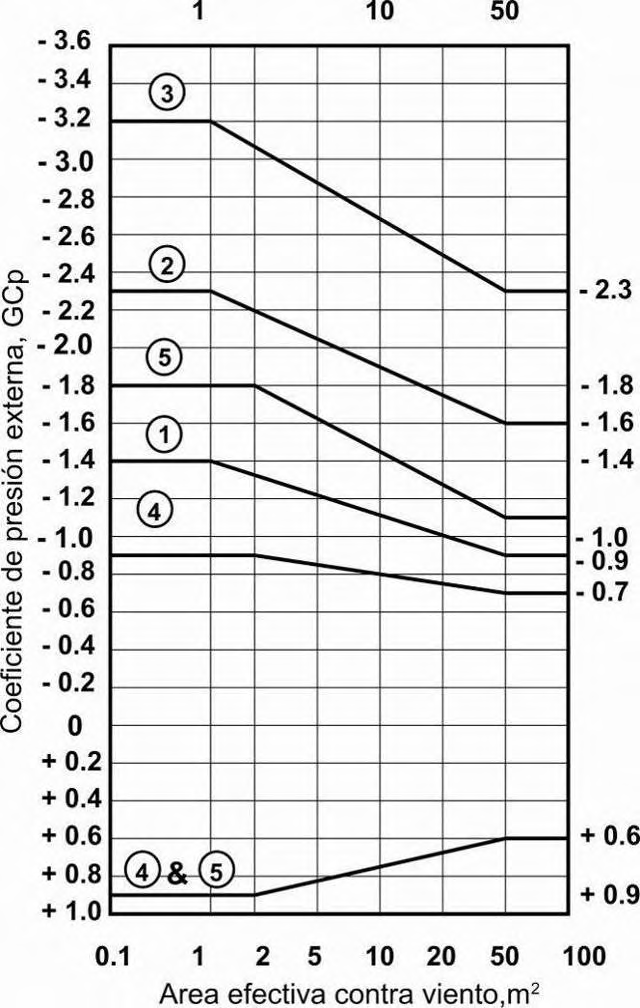 1 10 50
- 3.6
- 3.4
③
- 3.2
- 3.0
- 2.8
- 2.6
②
- 2.4
- 2.3
- 2.2
- 2.0
⑤
- 1.8 - 1.8
- 1.6 - 1.6
①
- 1.4 - 1.4
- 1.2
④
- 1.0 - 1.0
- 0.9
- 0.8
- 0.7
- 0.6
- 0.4
- 0.2
0
+ 0.2
+ 0.4
+ 0.6 + 0.6
④ & ⑤
+ 0.8
+ 0.9
+ 1.0
Coeficiente de presión externa, GCp
0.1 1 2 5 10 20 50 100
Area efectiva contra viento,m²